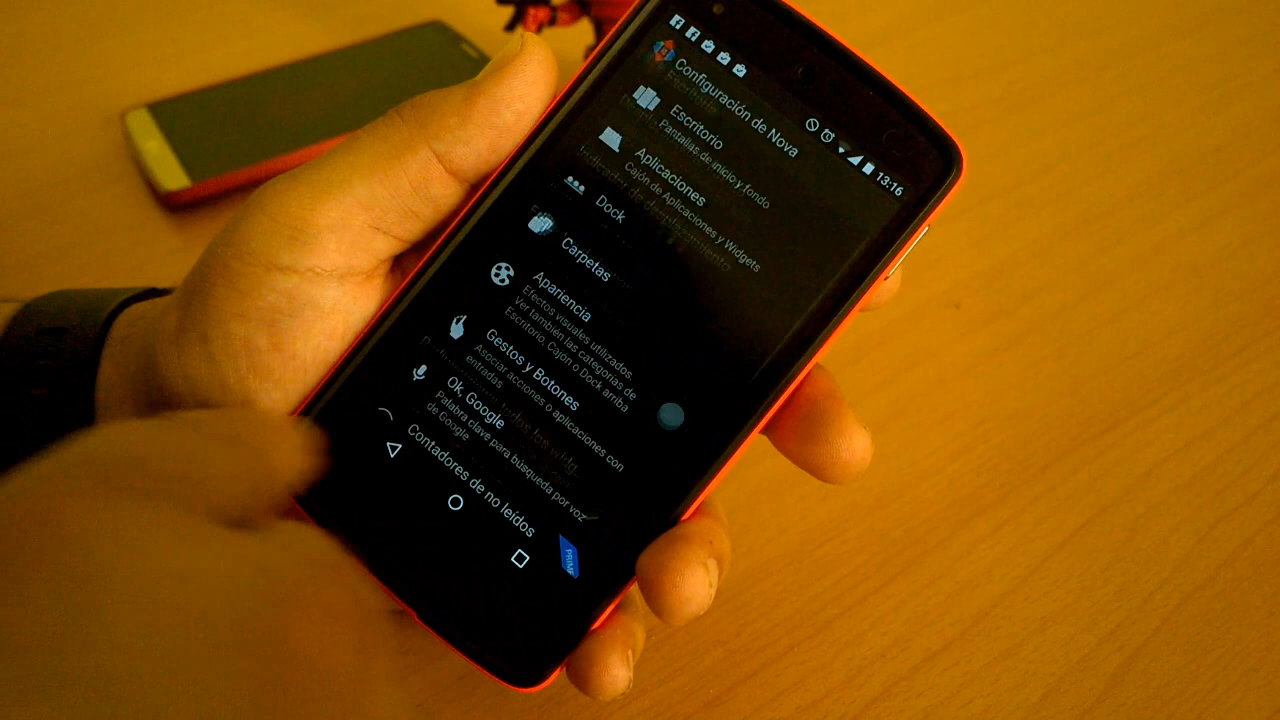 13:16
Configuración de Nova
Escritorio
Pantallas de inicio y fondo
Aplicaciones
Cajón de Aplicaciones y Widgets
Dock
Carpetas
Apariencia
Efectos visuales utilizados.
Ver también las categorías de
Escritorio, Cajón o Dock arriba.
Gestos y Botones
Asociar acciones o aplicaciones con
entradas
Ok, Google
Palabra clave para búsqueda por voz
de Google
Contadores de no leídos
PRIME